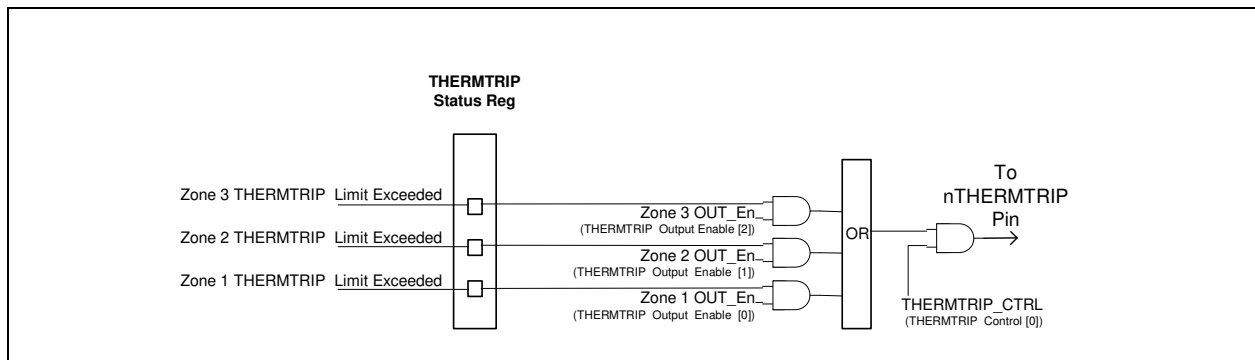 THERMTRIP
Status Reg
Zone 3 THERMTRIP Limit Exceeded
Zone 3 OUT_En
(THERMTRIP Output Enable [2])
Zone 2 THERMTRIP Limit Exceeded
Zone 2 OUT_En
(THERMTRIP Output Enable [1])
Zone 1 THERMTRIP Limit Exceeded
Zone 1 OUT_En
(THERMTRIP Output Enable [0])
OR
To
nTHERMTRIP
Pin
THERMTRIP_CTRL
(THERMTRIP Control [0])